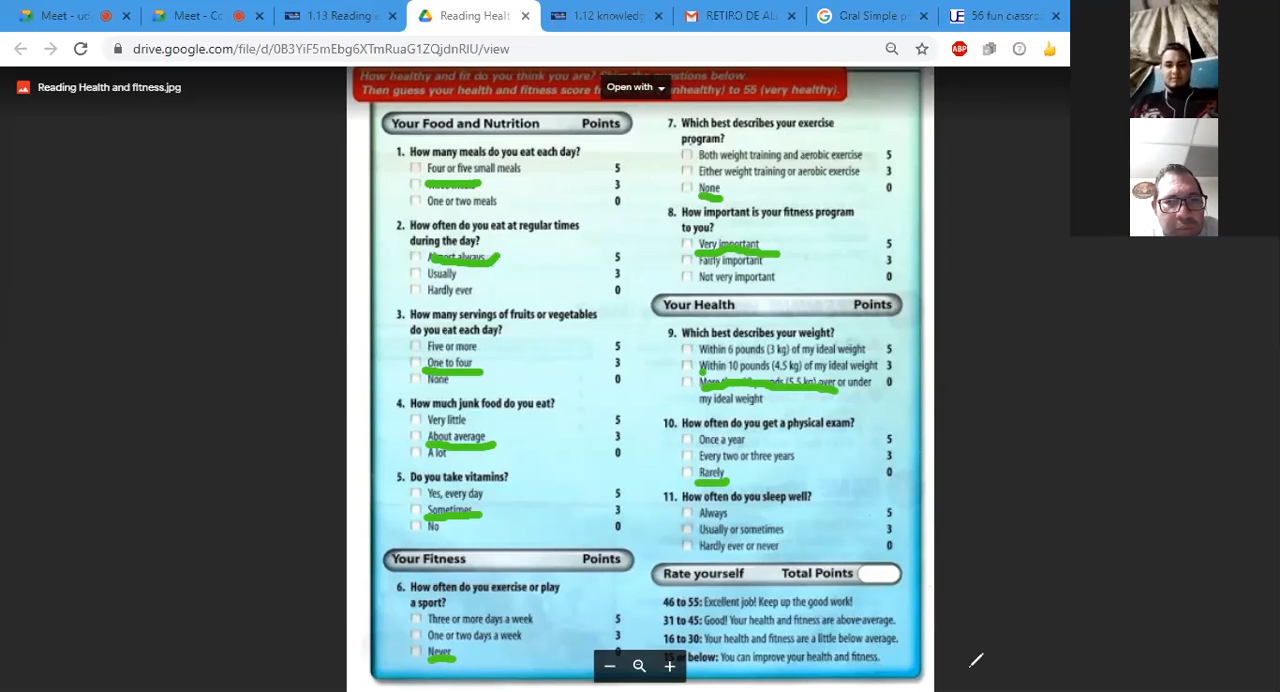 Meet - ud
Meet - Co
1.13 Reading
Reading Healt
1.12 knowledg
RETIRO DE AL
Oral Simple p
56 fun classro
drive.google.com/file/d/0B3YiF5mEbg6XTmRuaG1ZQjdnRlU/view
Reading Health and fitness.jpg
Open with
How healthy and fit do you think you are? Skim the questions below.
Then guess your health and fitness score unhealthy) to 55 (very healthy).
Your Food and Nutrition Points
1. How many meals do you eat each day?
Four or five small meals 5
3
One or two meals 0
2. How often do you eat at regular times
during the day?
Almost always 5
Usually 3
Hardly ever 0
3. How many servings of fruits or vegetables
do you eat each day?
Five or more 5
One to four 3
None 0
4. How much junk food do you eat?
Very little 5
About average 3
A lot 0
5. Do you take vitamins?
Yes, every day 5
Sometimes 3
No 0
Your Fitness Points
6. How often do you exercise or play
a sport?
Three or more days a week 5
One or two days a week 3
Never 0
7. Which best describes your exercise
program?
Both weight training and aerobic exercise 5
Either weight training or aerobic exercise 3
None 0
8. How important is your fitness program
to you?
Very important 5
Fairly important 3
Not very important 0
Your Health Points
9. Which best describes your weight?
Within 6 pounds (3 kg) of my ideal weight 5
Within 10 pounds (4.5 kg) of my ideal weight 3
More (5.5 kg) over or under 0
my ideal weight
10. How often do you get a physical exam?
Once a year 5
Every two or three years 3
Rarely 0
11. How often do you sleep well?
Always 5
Usually or sometimes 3
Hardly ever or never 0
Rate yourself Total Points
46 to 55: Excellent job! Keep up the good work!
31 to 45: Good! Your health and fitness are above average.
16 to 30: Your health and fitness are a little below average.
below: You can improve your health and fitness.